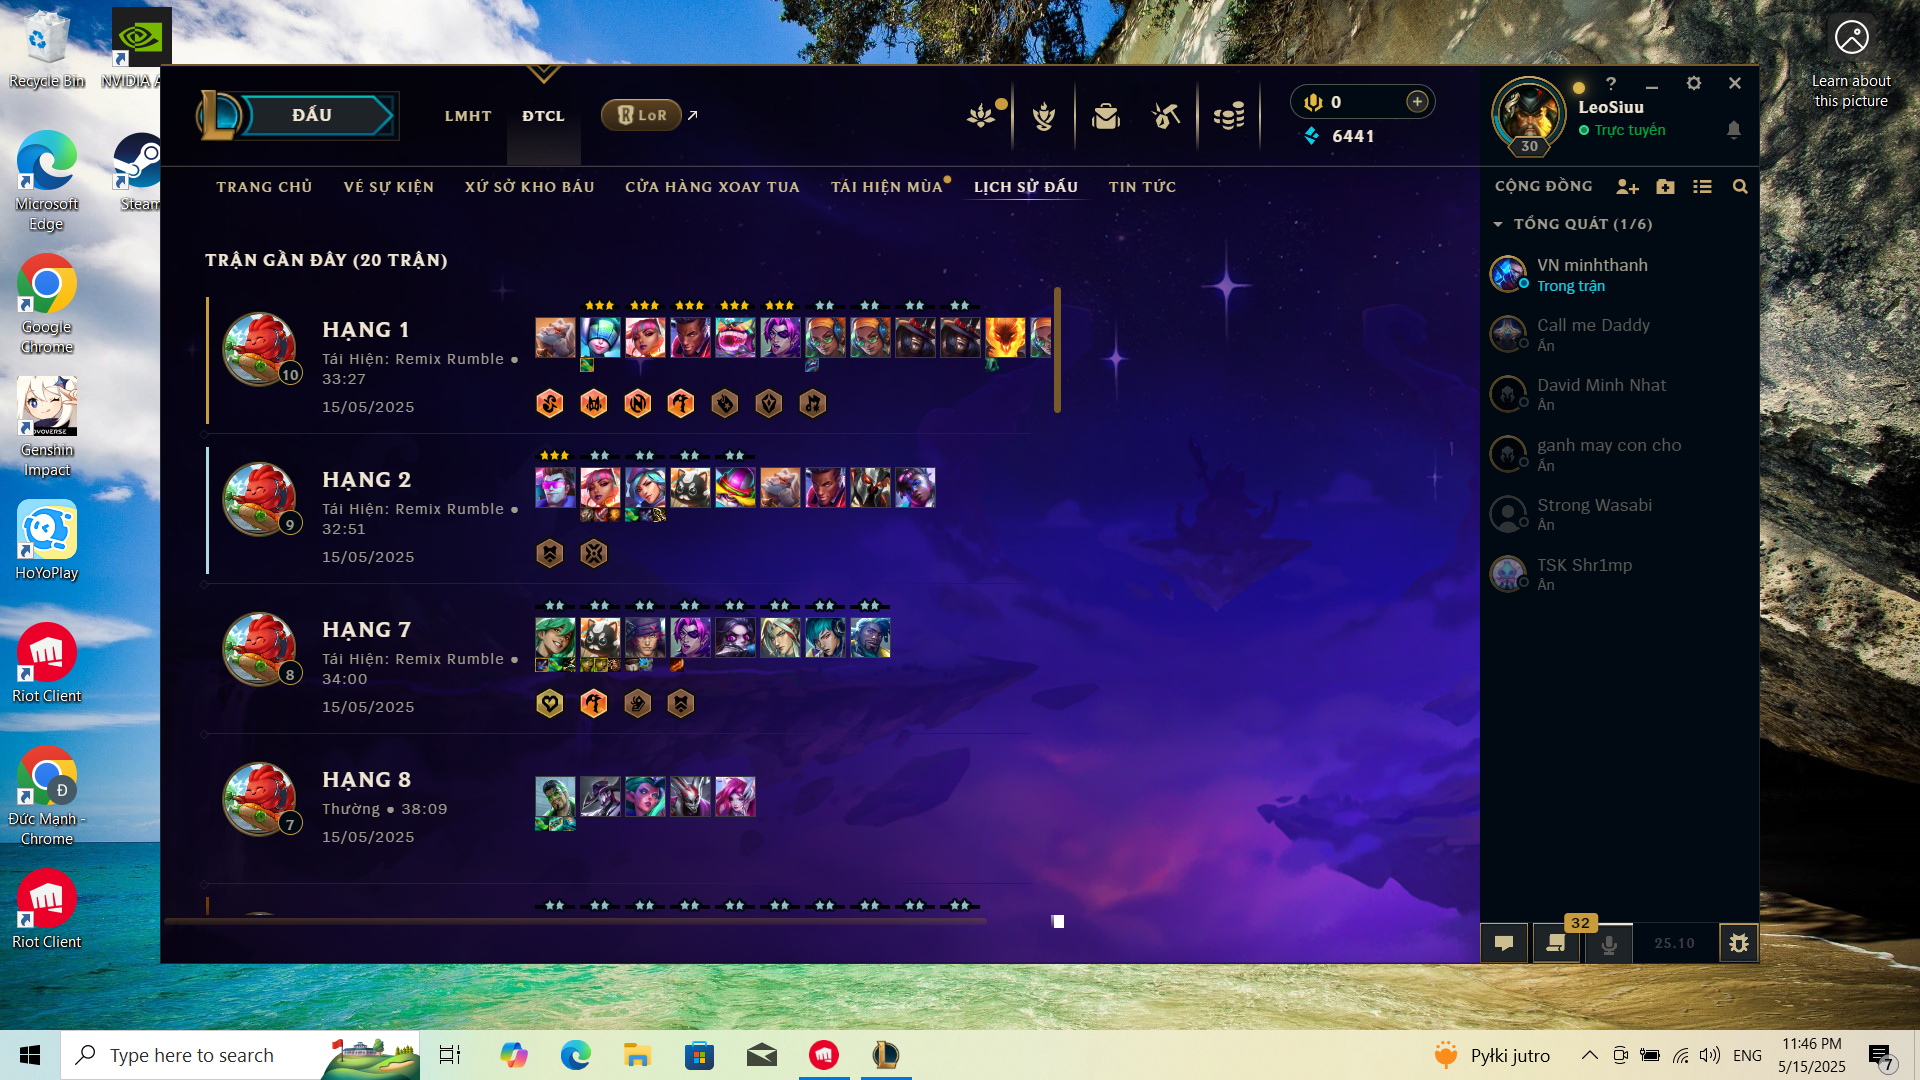 Recycle Bin
NVIDIA A
Microsoft
Edge
Steam
Google
Chrome
Genshin
Impact
HoYoPlay
Riot Client
Đức Mạnh -
Chrome
Đ
Riot Client
Learn about
this picture
ĐẤU
LMHT
ĐTCL
LoR
0
6441
TRANG CHỦ
VÉ SỰ KIỆN
XỨ SỞ KHO BÁU
CỬA HÀNG XOAY TUA
TÁI HIỆN MÙA
LỊCH SỬ ĐẤU
TIN TỨC
TRẬN GẦN ĐÂY (20 TRẬN)
10
HẠNG 1
Tái Hiện: Remix Rumble ●
33:27
15/05/2025
9
HẠNG 2
Tái Hiện: Remix Rumble ●
32:51
15/05/2025
8
HẠNG 7
Tái Hiện: Remix Rumble ●
34:00
15/05/2025
7
HẠNG 8
Thường ● 38:09
15/05/2025
30
LeoSiuu
Trực tuyến
CỘNG ĐỒNG
TỔNG QUÁT (1/6)
VN minhthanh
Trong trận
Call me Daddy
Ẩn
David Minh Nhat
Ẩn
ganh may con cho
Ẩn
Strong Wasabi
Ẩn
TSK Shr1mp
Ẩn
32
25.10
Type here to search
Pyłki jutro
ENG
11:46 PM
5/15/2025
7